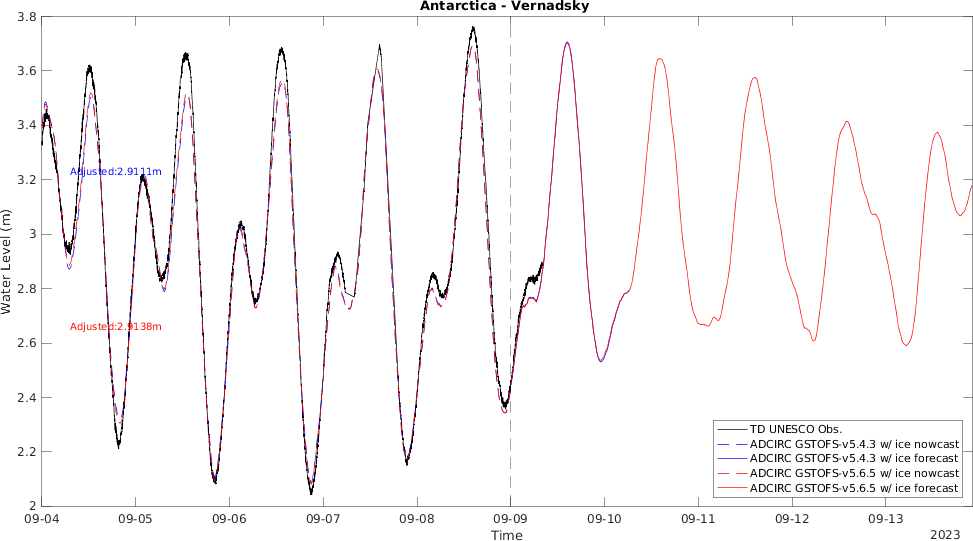 Antarctica - Vernadsky
3.8
3.6
3.4
3.2
3
2.8
2.6
2.4
2.2
2
Water Level (m)
Adjusted:2.9111m
Adjusted:2.9138m
TD UNESCO Obs.
ADCIRC GSTOFS-v5.4.3 w/ ice nowcast
ADCIRC GSTOFS-v5.4.3 w/ ice forecast
ADCIRC GSTOFS-v5.6.5 w/ ice nowcast
ADCIRC GSTOFS-v5.6.5 w/ ice forecast
09-04 09-05 09-06 09-07 09-08 09-09 09-10 09-11 09-12 09-13
Time
2023